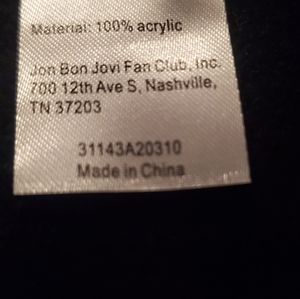 Material: 100% acrylic
Jon Bon Jovi Fan Club, Inc.
700 12th Ave S, Nashville,
TN 37203
31143A20310
Made in China